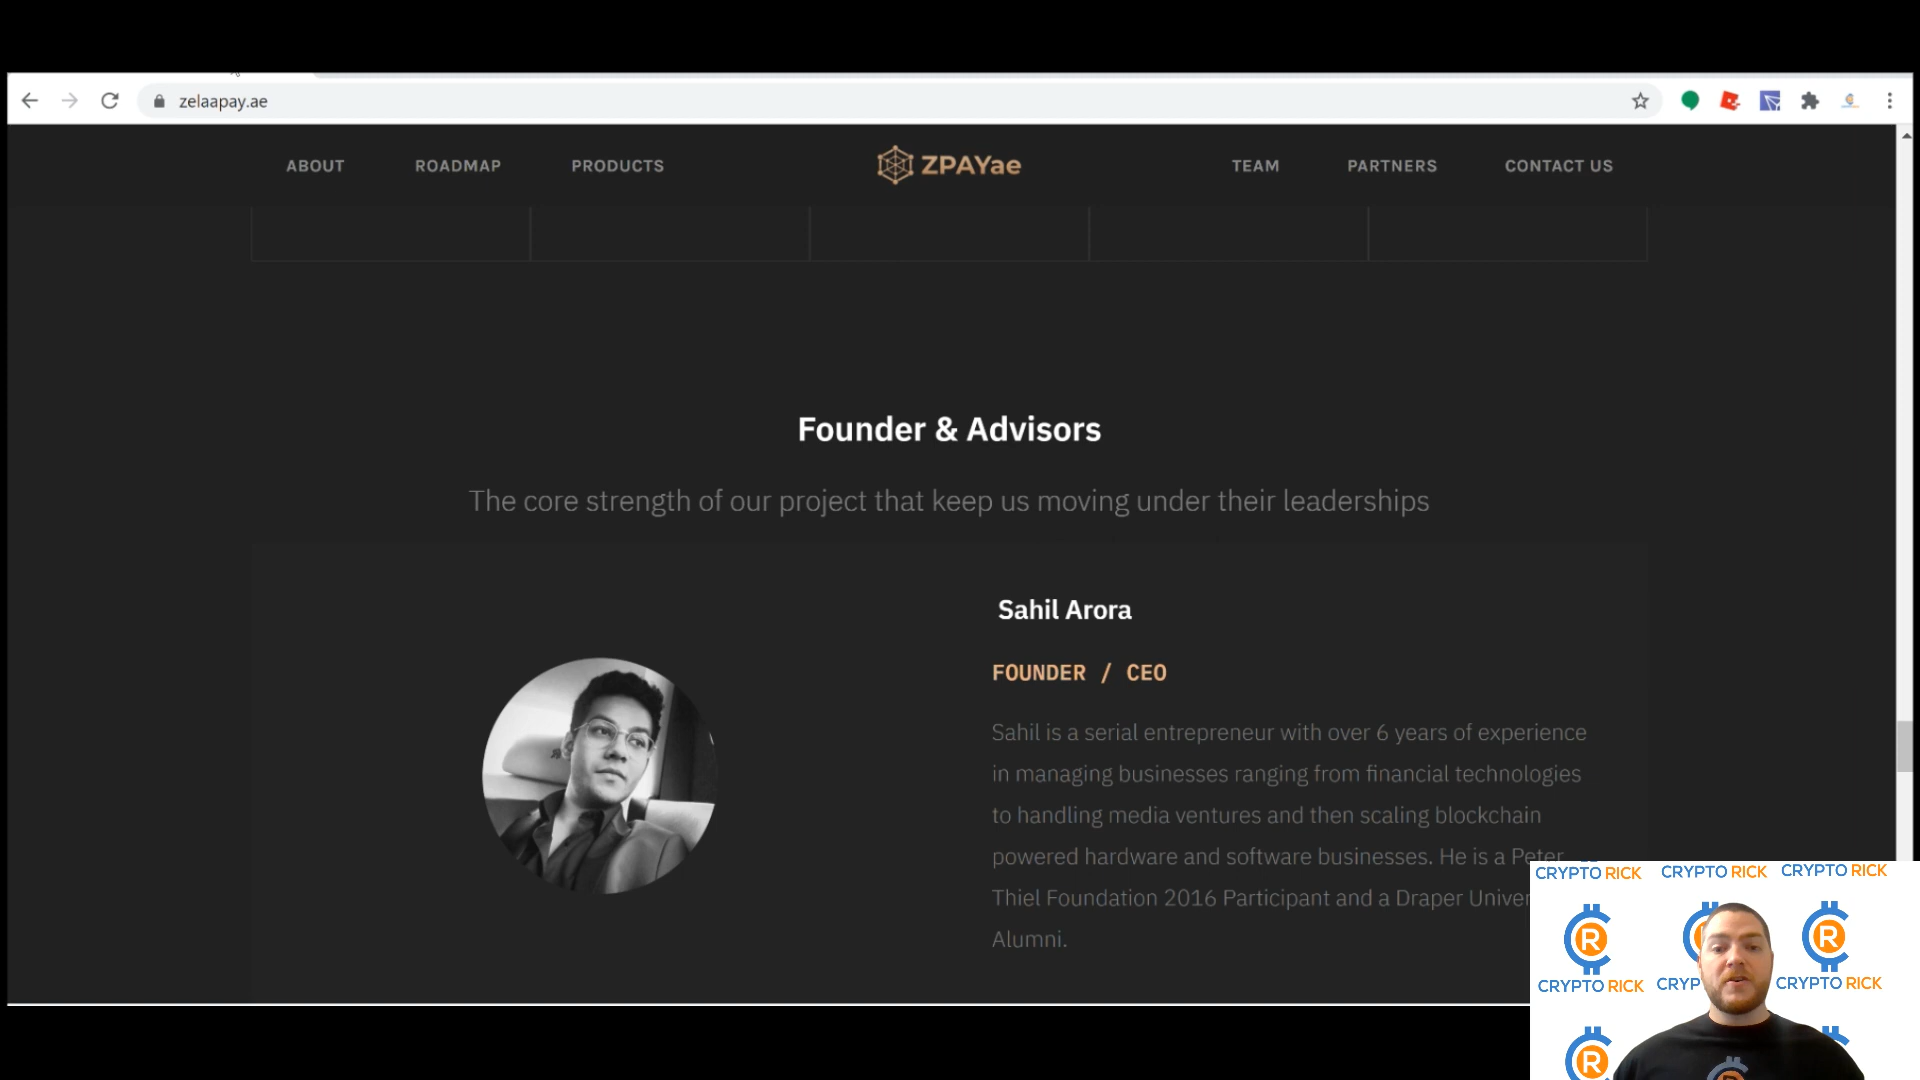 zelaapay.ae
ABOUT ROADMAP PRODUCTS ZPAYae TEAM PARTNERS CONTACT US
Founder & Advisors
The core strength of our project that keep us moving under their leaderships
Sahil Arora
FOUNDER / CEO
Sahil is a serial entrepreneur with over 6 years of experience
in managing businesses ranging from financial technologies
to handling media ventures and then scaling blockchain
powered hardware and software businesses. He is a Peter
Thiel Foundation 2016 Participant and a Draper Univer
Alumni.
CRYPTO RICK CRYPTO RICK CRYPTO RICK
R R
CRYPTO RICK CRYP CRYPTO RICK
R